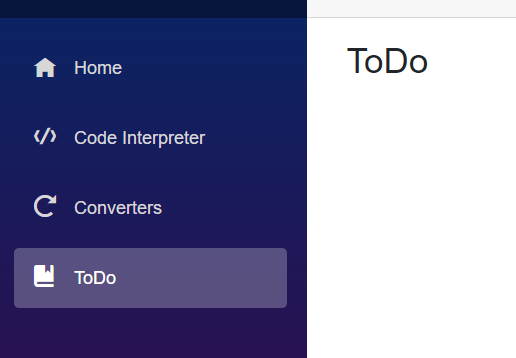 Home
Code Interpreter
Converters
ToDo
ToDo